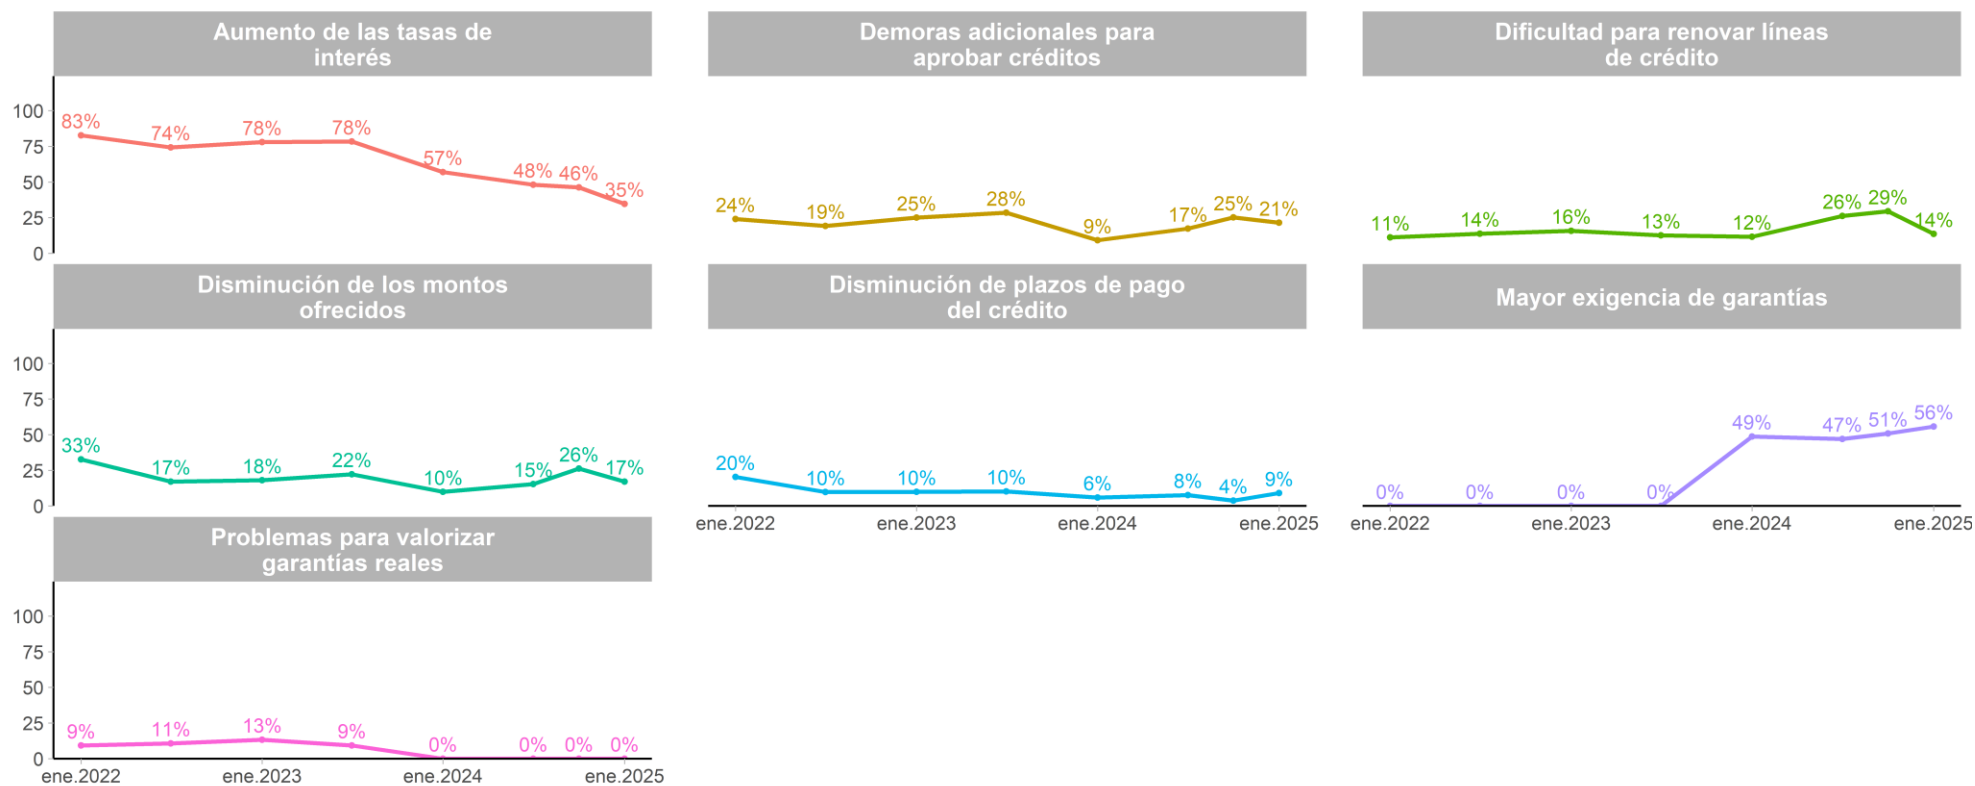 Aumento de las tasas de
interés
Demoras adicionales para
aprobar créditos
Dificultad para renovar líneas
de crédito
100
75
50
25
0
83%
74%
78%
78%
57%
48%
46%
35%
24%
19%
25%
28%
9%
17%
25%
21%
11%
14%
16%
13%
12%
26%
29%
14%
Disminución de los montos
ofrecidos
Disminución de plazos de pago
del crédito
Mayor exigencia de garantías
100
75
50
25
0
33%
17%
18%
22%
10%
15%
26%
17%
20%
10%
10%
10%
6%
8%
4%
9%
ene.2022
ene.2023
ene.2024
ene.2025
0%
0%
0%
0%
49%
47%
51%
56%
ene.2022
ene.2023
ene.2024
ene.2025
Problemas para valorizar
garantías reales
100
75
50
25
0
9%
11%
13%
9%
0%
0%
0%
0%
ene.2022
ene.2023
ene.2024
ene.2025